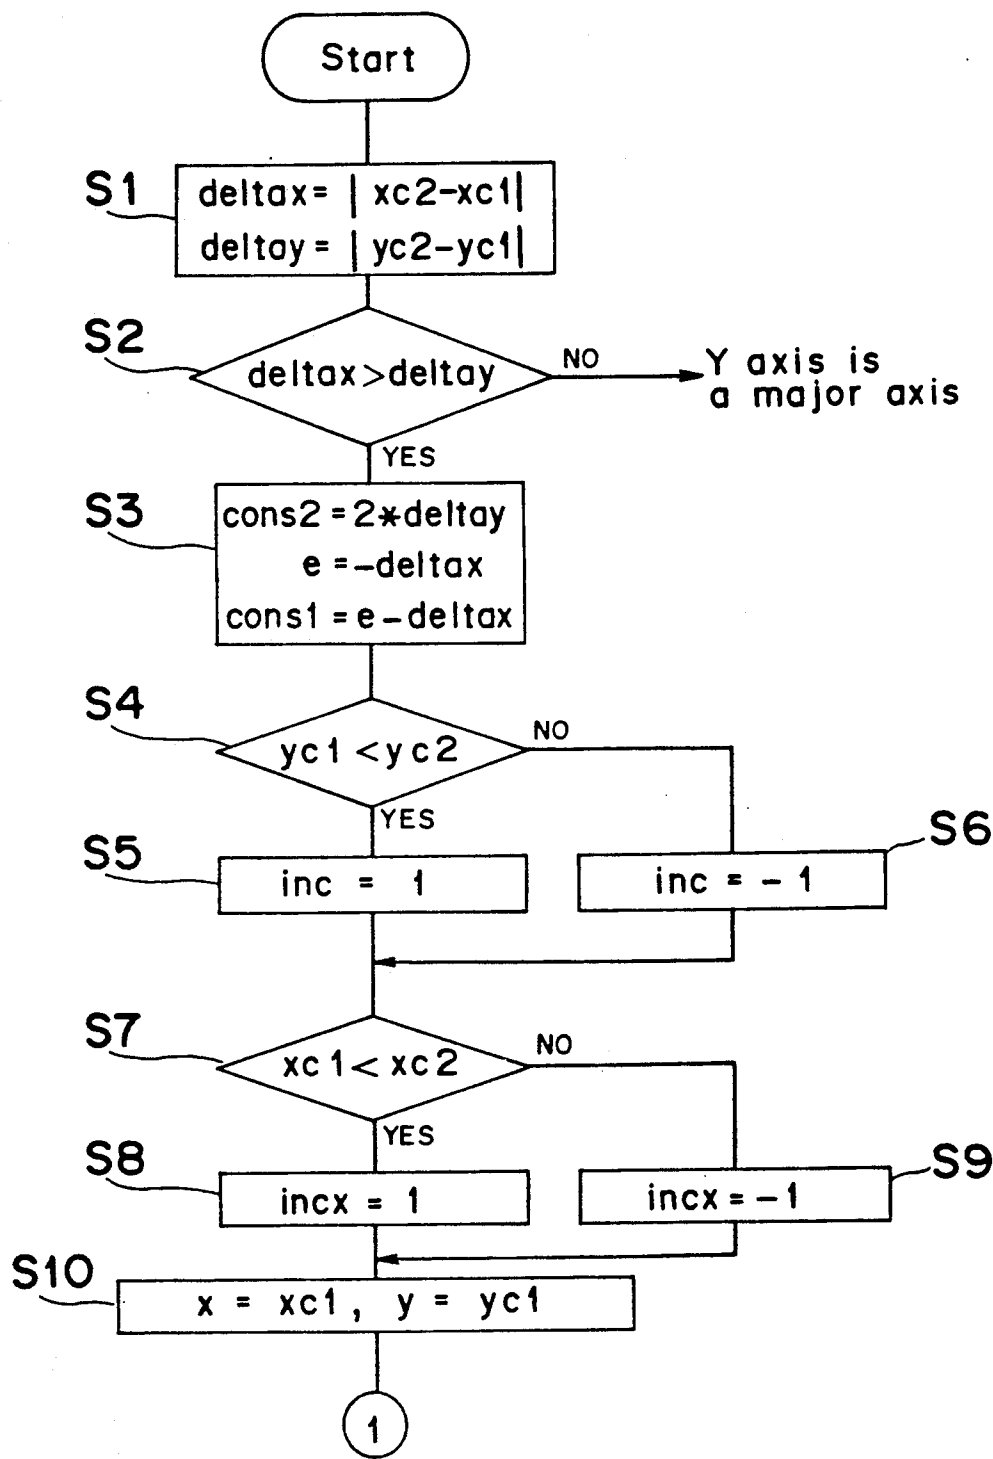 Start
S1
deltax= | xc2-xc1|
deltay= | yc2-yc1|
S2
deltax>deltay
NO
Y axis is
a major axis
YES
S3
cons2=2*deltay
e=-deltax
cons1=e-deltax
S4
yc1<yc2
NO
YES
S5
inc = 1
S6
inc = -1
S7
xc1<xc2
NO
YES
S8
incx = 1
S9
incx=-1
S10
x = xc1, y = yc1
1